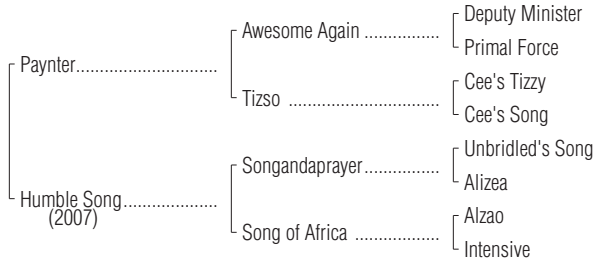 Deputy Minister
Awesome Again ................
Primal Force
Paynter............................
Cee's Tizzy
Tizso ................................
Cee's Song
Unbridled's Song
Songandaprayer................
Alizea
Humble Song....................
(2007)
Alzao
Song of Africa ..................
Intensive